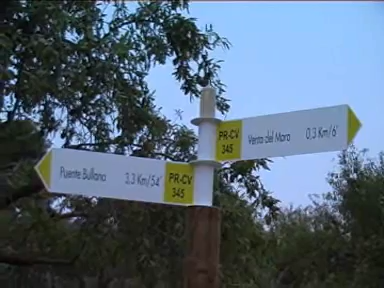 PR-CV
345
Venta del Moro 0,3 Km/6'
Puente Bullana 3,3 Km/54'
PR-CV
345